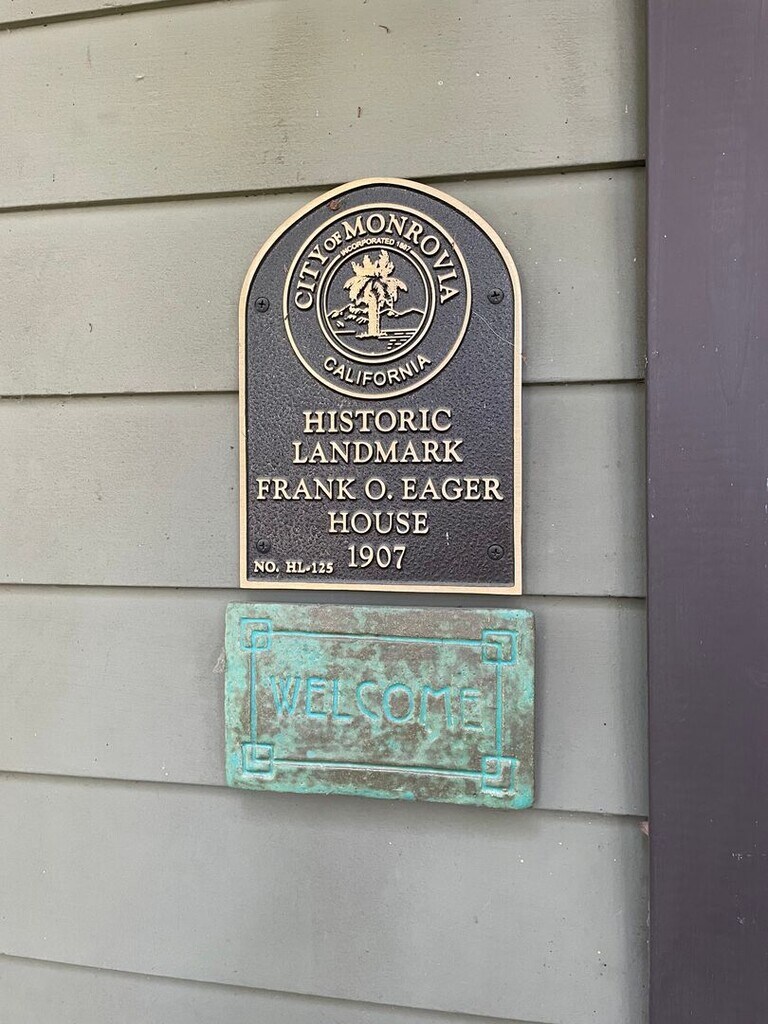 CITY OF MONROVIA
INCORPORATED 1887
CALIFORNIA
HISTORIC
LANDMARK
FRANK O. EAGER
HOUSE
1907
NO. HL-125
WELCOME